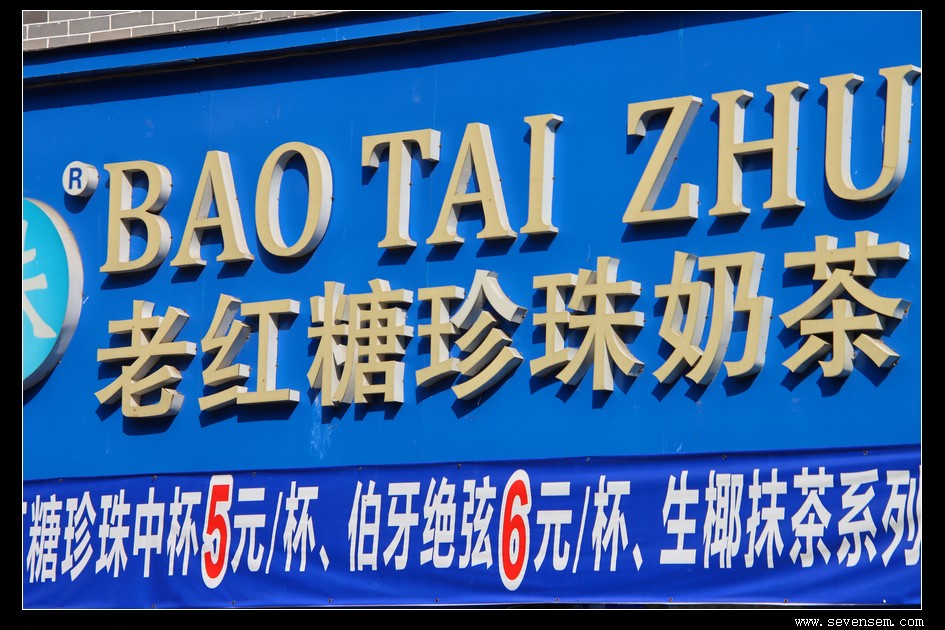 ®BAO TAI ZHU
老红糖珍珠奶茶
糖珍珠中杯5元/杯、伯牙绝弦6元/杯、生椰抹茶系列
www.sevensem.com